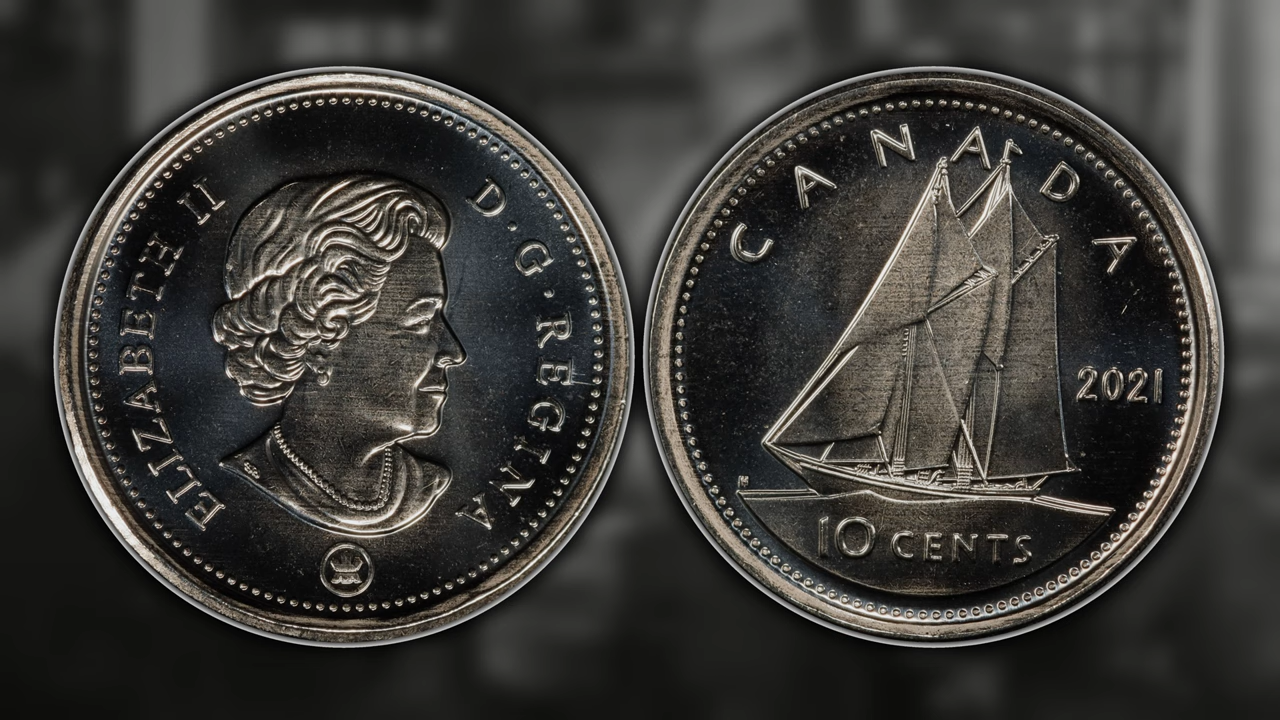 ELIZABETH II
D·G·REGINA
CANADA
2021
10 CENTS